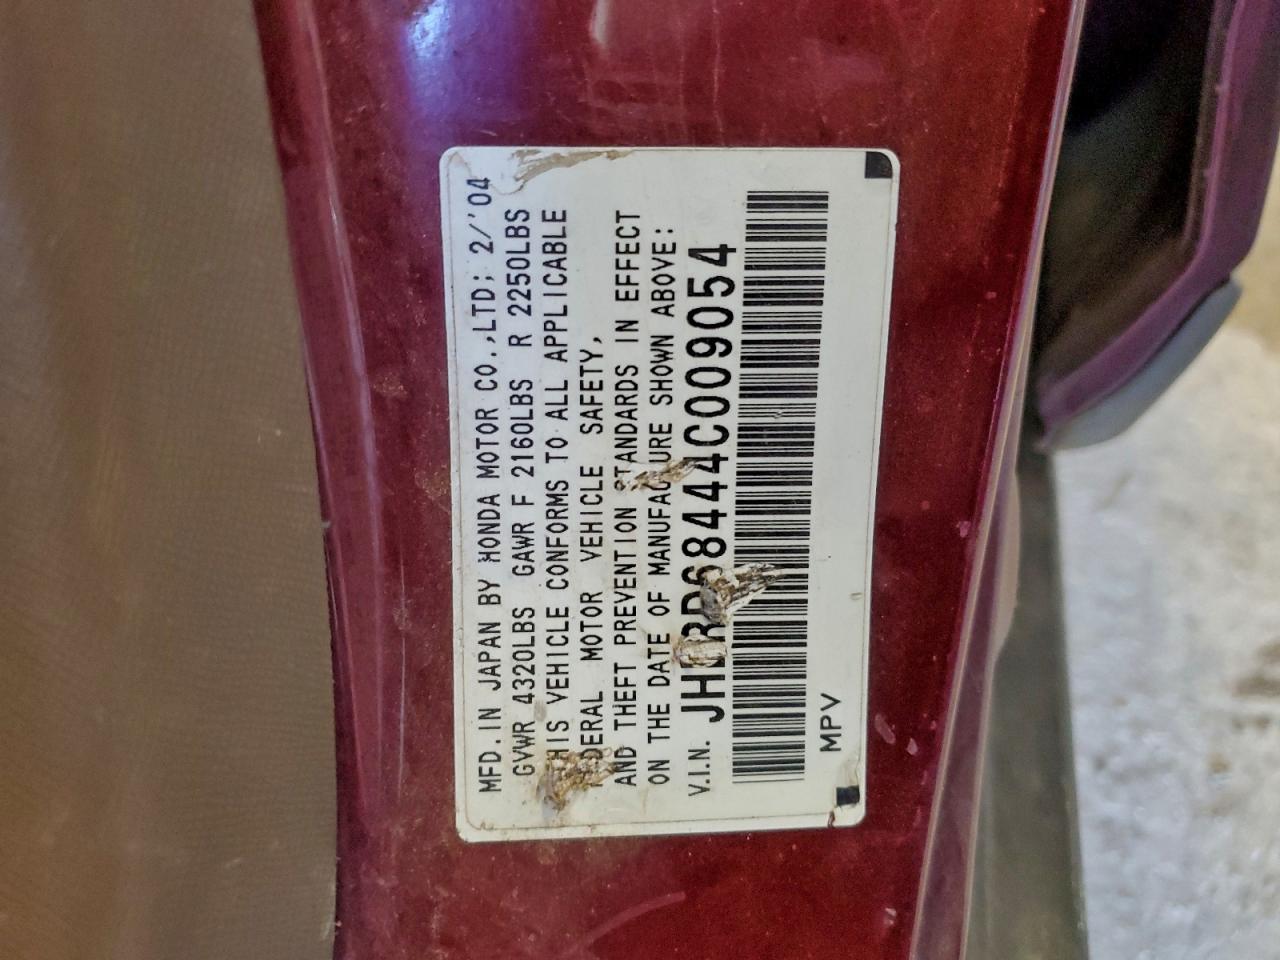 MFD. IN JAPAN BY HONDA MOTOR CO.,LTD; 2/'04
GVWR 4320LBS GAWR F 2160LBS R 2250LBS
THIS VEHICLE CONFORMS TO ALL APPLICABLE
FEDERAL MOTOR VEHICLE SAFETY,
AND THEFT PREVENTION STANDARDS IN EFFECT
ON THE DATE OF MANUFACTURE SHOWN ABOVE:
V.I.N. JHLRD68444C009054
MPV